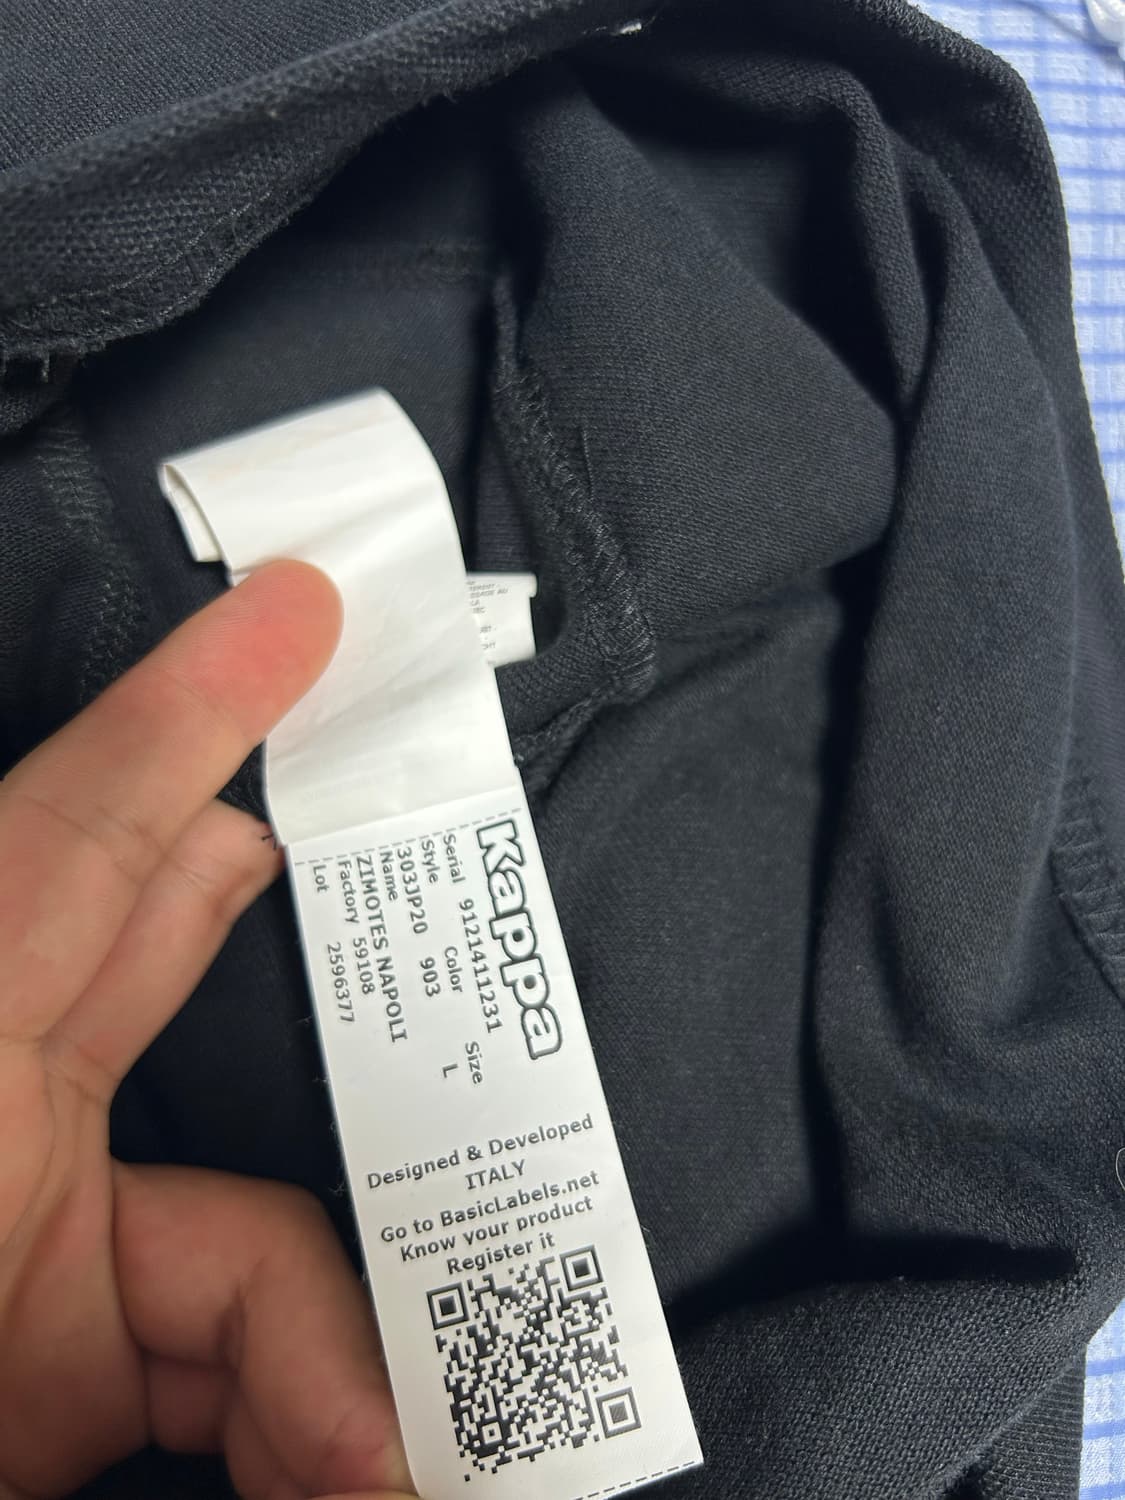 Kappa
Serial 9121411231
Style Color Size
303JP20 903 L
Name
ZIMOTES NAPOLI
Factory 59108
Lot 2596377
Designed & Developed
ITALY
Go to BasicLabels.net
Know your product
Register it